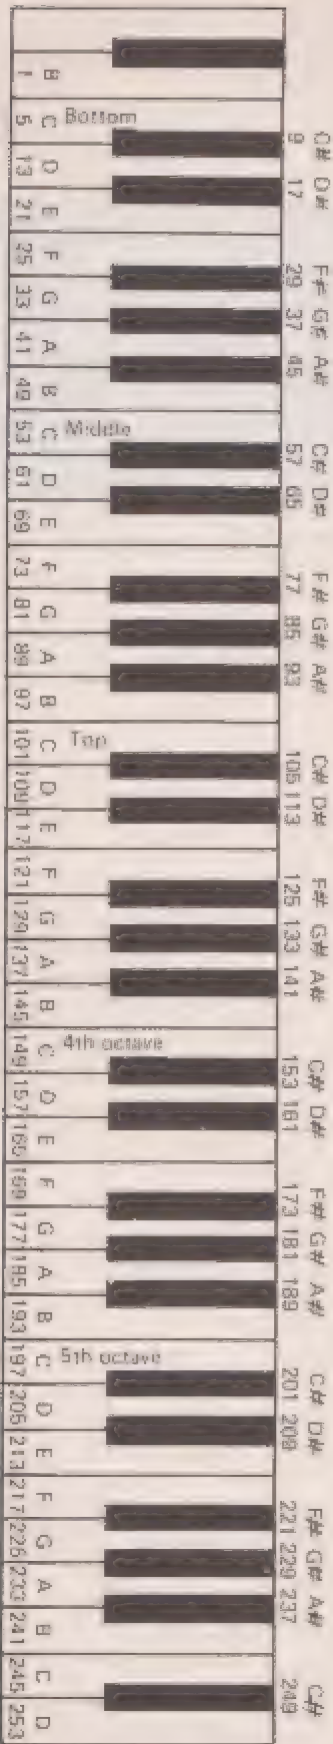 C# D# F# G# A# C# D# F# G# A# C# D# F# G# A# C# D# F# G# A# C# D# F# G# A# C#
9 17 29 37 45 57 65 77 85 93 105 113 125 133 141 153 161 173 181 189 201 209 221 229 237 249
Bottom Middle Top 4th octave 5th octave
B C D E F G A B C D E F G A B C D E F G A B C D E F G A B C D E F G A B C D
1 5 13 21 25 33 41 49 53 61 69 73 81 89 97 101 109 117 121 129 137 145 149 157 165 169 177 185 193 197 205 213 217 225 233 241 245 253